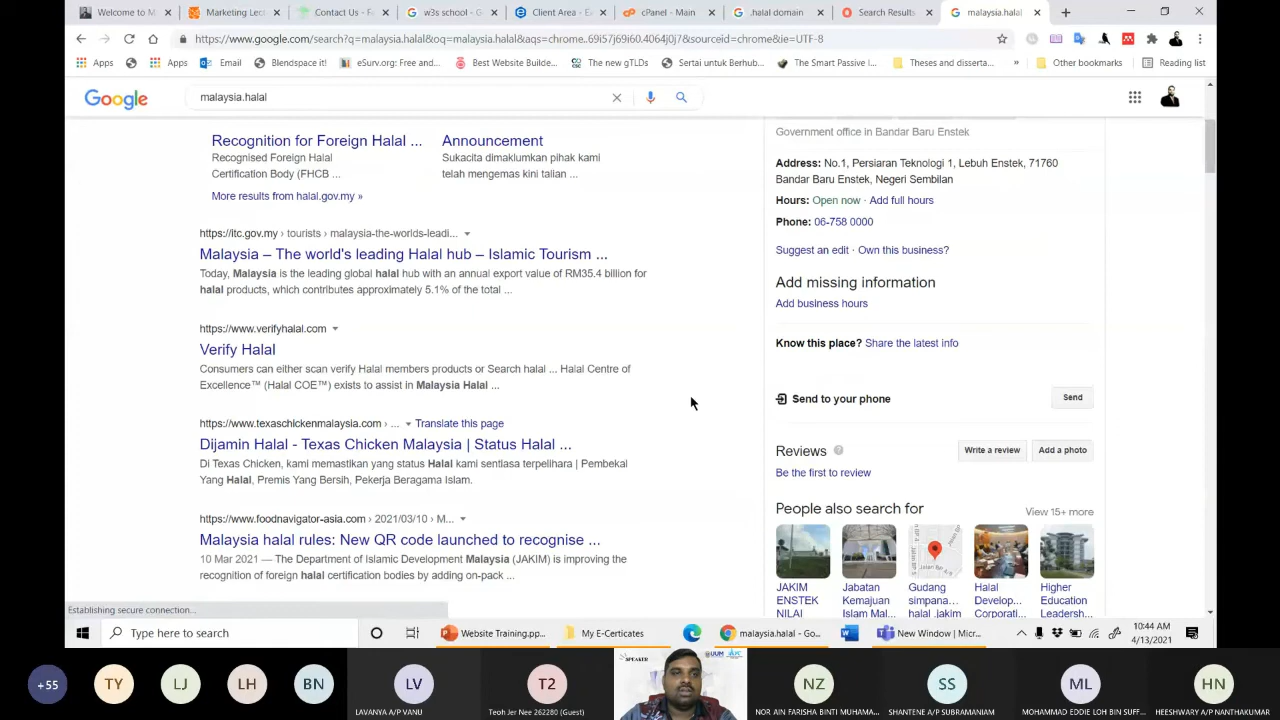 Welcome to M
Marketing Lec
Contact Us - Fe
w3s school - G
Client Area - Ex
cPanel - Main
.halal domain
Search Results
malaysia.halal
https://www.google.com/search?q=malaysia.halal&oq=malaysia.halal&aqs=chrome..69i57j69i60.4064j0j7&sourceid=chrome&ie=UTF-8
Apps
Apps
Email
Blendspace it!
eSurv.org: Free and...
Best Website Builde...
The new gTLDs
Sertai untuk Berhub...
The Smart Passive I...
Theses and disserta...
»
Other bookmarks
Reading list
Google
malaysia.halal
Recognition for Foreign Halal ...
Recognised Foreign Halal
Certification Body (FHCB ...
Announcement
Sukacita dimaklumkan pihak kami
telah mengemas kini talian ...
More results from halal.gov.my »
https://itc.gov.my › tourists › malaysia-the-worlds-leadi...
Malaysia – The world's leading Halal hub – Islamic Tourism ...
Today, Malaysia is the leading global halal hub with an annual export value of RM35.4 billion for
halal products, which contributes approximately 5.1% of the total ...
https://www.verifyhalal.com
Verify Halal
Consumers can either scan verify Halal members products or Search halal ... Halal Centre of
Excellence™ (Halal COE™) exists to assist in Malaysia Halal ...
https://www.texaschickenmalaysia.com › ...
Translate this page
Dijamin Halal - Texas Chicken Malaysia | Status Halal ...
Di Texas Chicken, kami memastikan yang status Halal kami sentiasa terpelihara | Pembekal
Yang Halal, Premis Yang Bersih, Pekerja Beragama Islam.
https://www.foodnavigator-asia.com › 2021/03/10 › M...
Malaysia halal rules: New QR code launched to recognise ...
10 Mar 2021 — The Department of Islamic Development Malaysia (JAKIM) is improving the
recognition of foreign halal certification bodies by adding on-pack ...
Government office in Bandar Baru Enstek
Address: No.1, Persiaran Teknologi 1, Lebuh Enstek, 71760
Bandar Baru Enstek, Negeri Sembilan
Hours: Open now · Add full hours
Phone: 06-758 0000
Suggest an edit · Own this business?
Add missing information
Add business hours
Know this place? Share the latest info
Send to your phone
Send
Reviews
Write a review
Add a photo
Be the first to review
People also search for
View 15+ more
JAKIM
ENSTEK
NILAI
Jabatan
Kemajuan
Islam Mal...
Gudang
simpana...
halal .jakim
Halal
Develop...
Corporati...
Higher
Education
Leadersh...
Establishing secure connection...
Type here to search
Website Training.pp...
My E-Certicates
malaysia.halal - Go...
New Window | Micr...
10:44 AM
4/13/2021
+55
TY
LJ
LH
BN
LV
LAVANYA A/P VANU
T2
Teoh Jer Nee 262280 (Guest)
SPEAKER
UUM
NZ
NOR AIN FARISHA BINTI MUHAMA...
SS
SHANTENE A/P SUBRAMANIAM
ML
MOHAMMAD EDDIE LOH BIN SUFF...
HN
HEESHWARY A/P NANTHAKUMAR